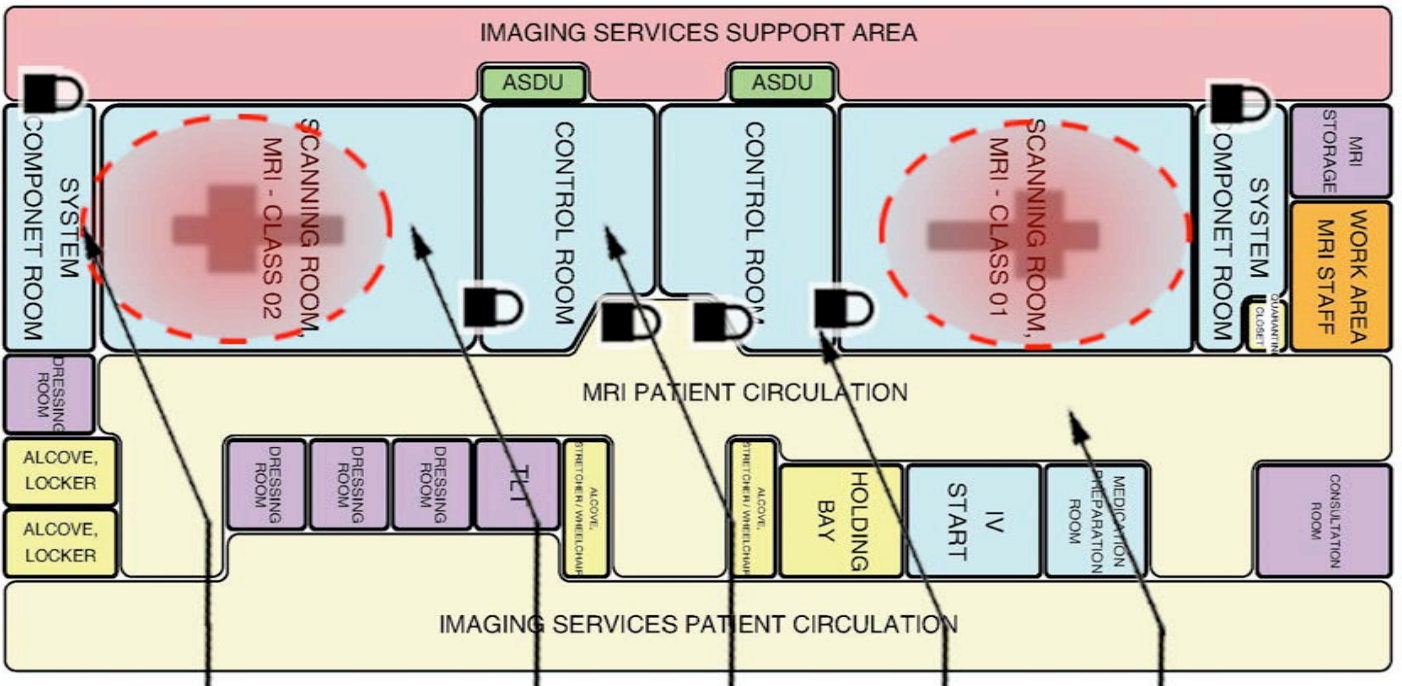 IMAGING SERVICES SUPPORT AREA
ASDU
ASDU
SYSTEM
COMPONET ROOM
SCANNING ROOM,
MRI - CLASS 02
CONTROL ROOM
CONTROL ROOM
SCANNING ROOM,
MRI - CLASS 01
SYSTEM
COMPONET ROOM
QUARANTIN
CLOSET
MRI
STORAGE
WORK AREA
MRI STAFF
MRI PATIENT CIRCULATION
DRESSING
ROOM
ALCOVE,
LOCKER
ALCOVE,
LOCKER
DRESSING
ROOM
DRESSING
ROOM
DRESSING
ROOM
TLT
ALCOVE,
STRETCHER / WHEELCHAIR
ALCOVE,
STRETCHER / WHEELCHAIR
HOLDING
BAY
IV
START
MEDICATION
PREPARATION
ROOM
CONSULTATION
ROOM
IMAGING SERVICES PATIENT CIRCULATION